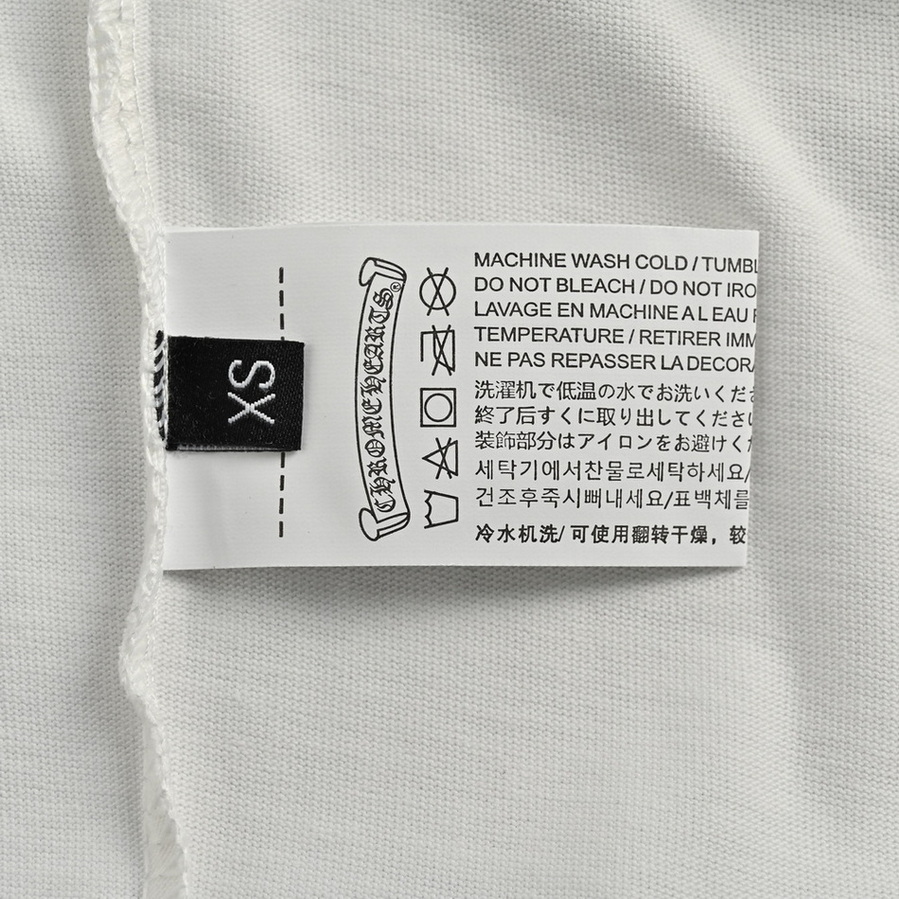 XS
CHROME HEARTS®
MACHINE WASH COLD / TUMBL
DO NOT BLEACH / DO NOT IRO
LAVAGE EN MACHINE A L EAU F
TEMPERATURE / RETIRER IMM
NE PAS REPASSER LA DECORA
洗濯机で低温の水でお洗いくださ
終了后すくに取り出してください
装飾部分はアイロンをお避けくだ
세탁기에서찬물로세탁하세요/
건조후죽시뻐내세요/표백체를
冷水机洗/ 可使用翻转干燥，较